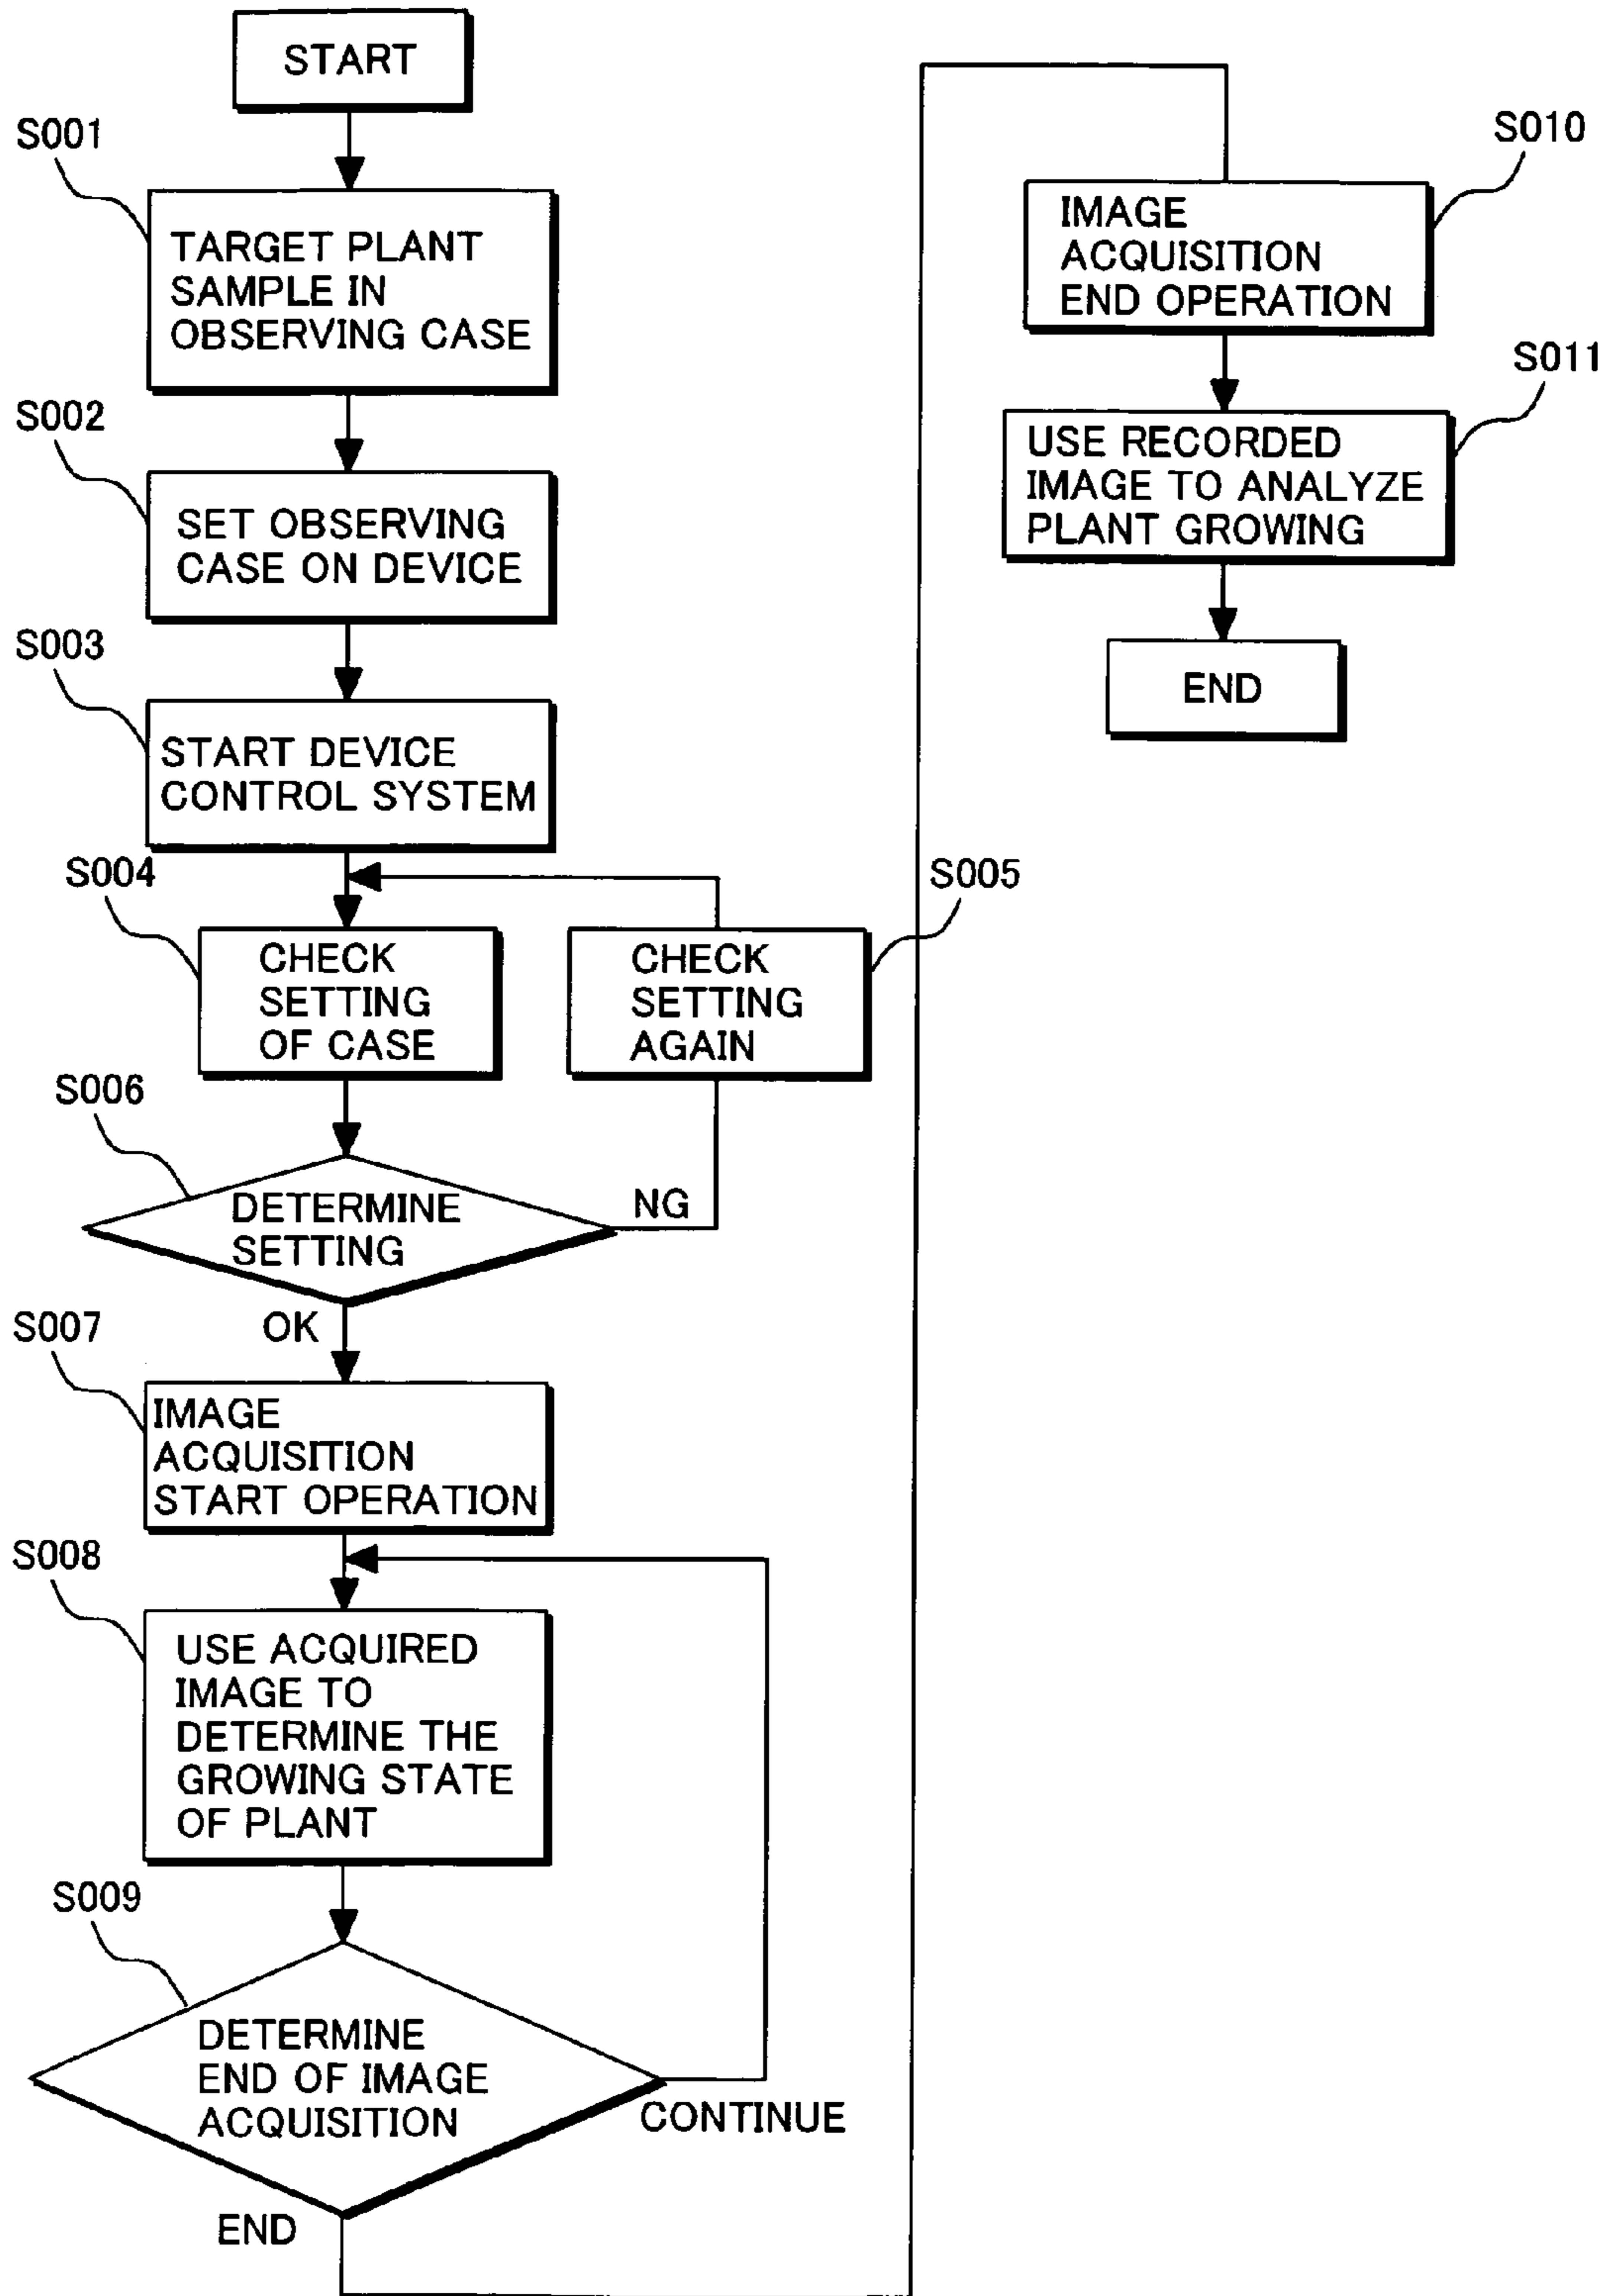 START
S001
TARGET PLANT
SAMPLE IN
OBSERVING CASE
S002
SET OBSERVING
CASE ON DEVICE
S003
START DEVICE
CONTROL SYSTEM
S004
CHECK
SETTING
OF CASE
S005
CHECK
SETTING
AGAIN
S006
DETERMINE
SETTING
NG
OK
S007
IMAGE
ACQUISITION
START OPERATION
S008
USE ACQUIRED
IMAGE TO
DETERMINE THE
GROWING STATE
OF PLANT
S009
DETERMINE
END OF IMAGE
ACQUISITION
CONTINUE
END
S010
IMAGE
ACQUISITION
END OPERATION
S011
USE RECORDED
IMAGE TO ANALYZE
PLANT GROWING
END